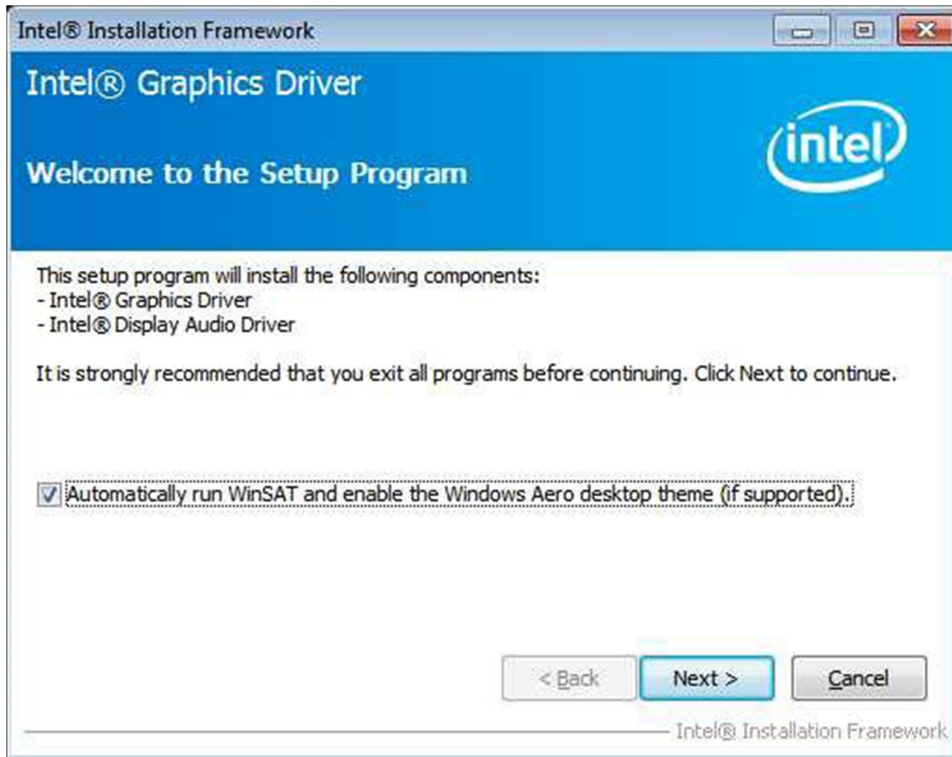 Intel® Installation Framework
Intel® Graphics Driver
intel®
Welcome to the Setup Program
This setup program will install the following components:
- Intel® Graphics Driver
- Intel® Display Audio Driver
It is strongly recommended that you exit all programs before continuing. Click Next to continue.
Automatically run WinSAT and enable the Windows Aero desktop theme (if supported).
< Back Next > Cancel
Intel® Installation Framework